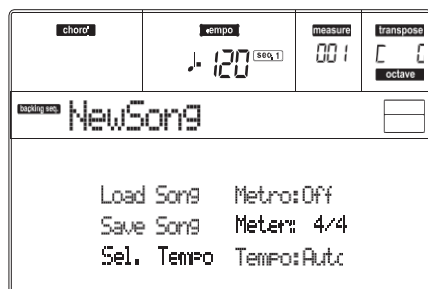 chord tempo measure transpose
♩- 120 seq.1 001 C 0
octave
backing seq. NewSong
Load Song Metro:Off
Save Song Meter: 4/4
Sel. Tempo Tempo:Auto